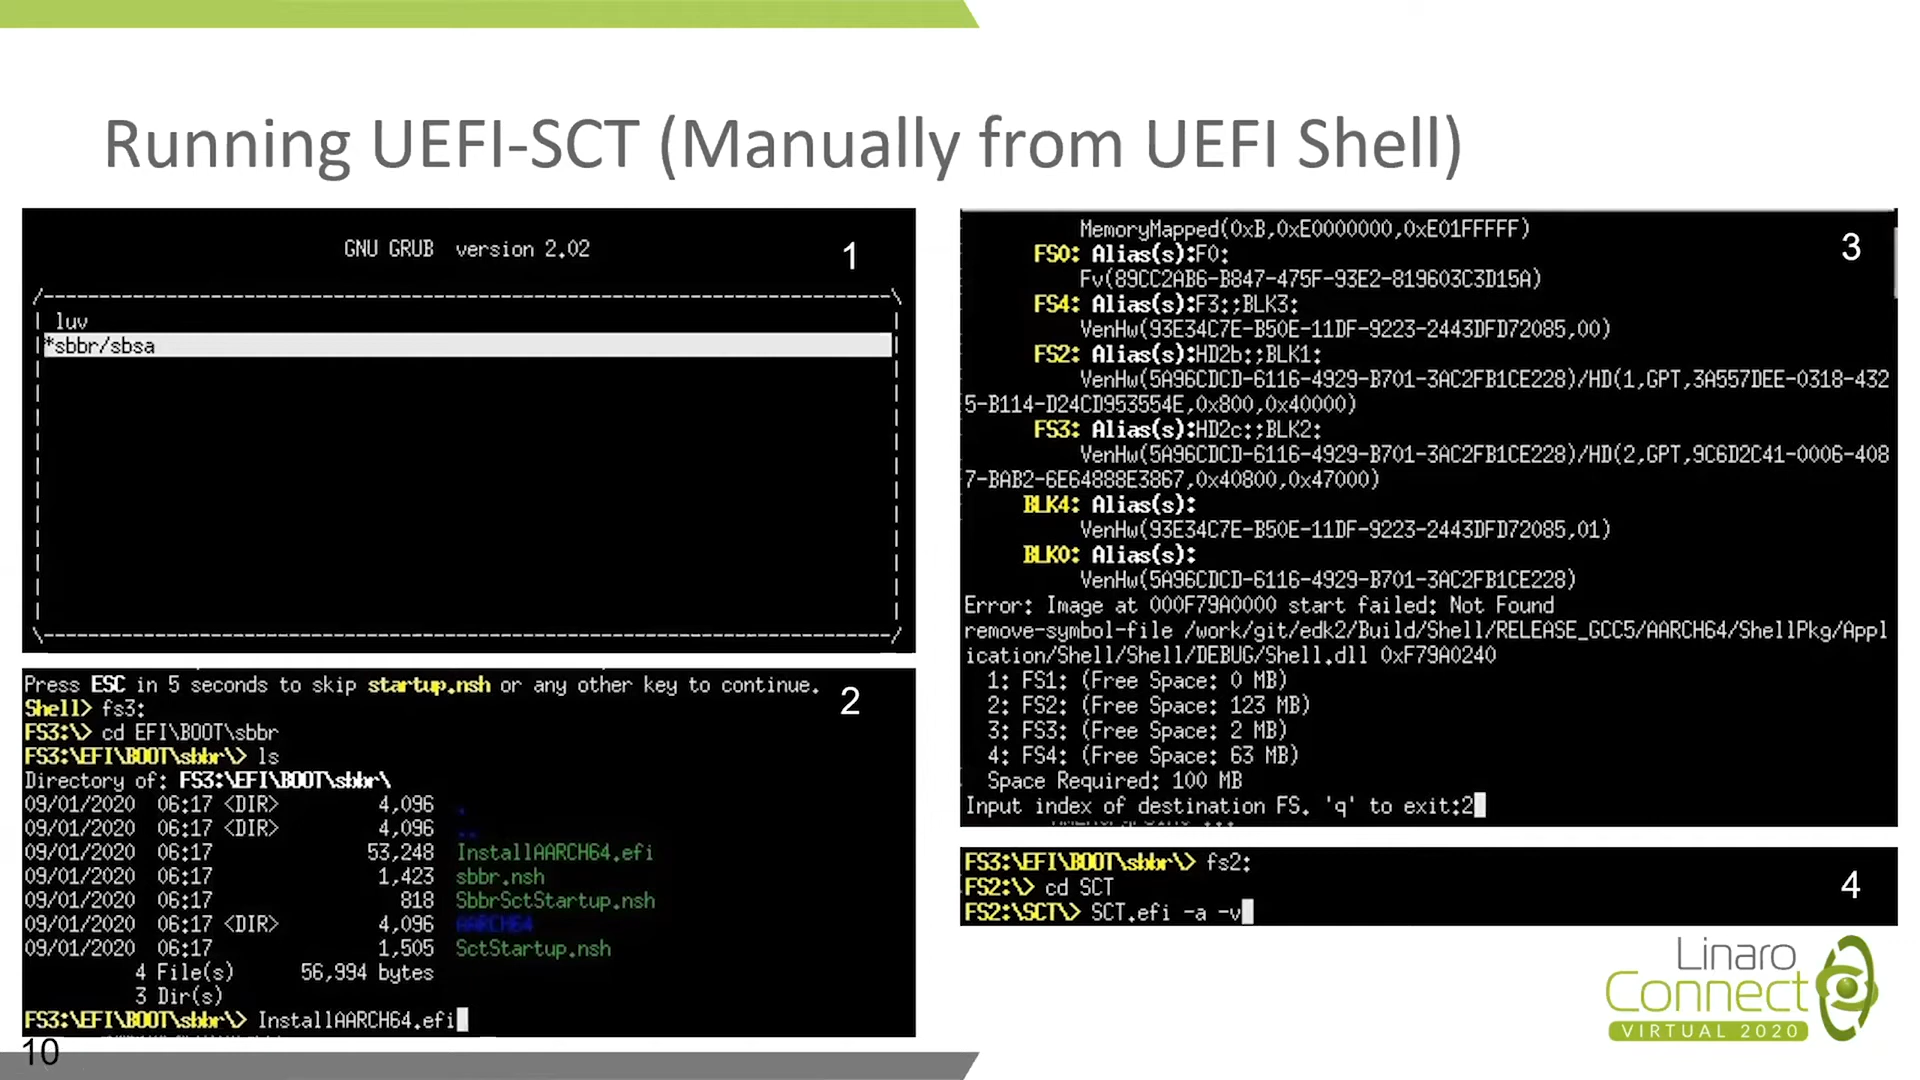 Running UEFI-SCT (Manually from UEFI Shell)
GNU GRUB version 2.02
1
luv
*sbbr/sbsa
Press ESC in 5 seconds to skip startup.nsh or any other key to continue.
2
Shell> fs3:
FS3:\> cd EFI\BOOT\sbbr
FS3:\EFI\BOOT\sbbr\> ls
Directory of: FS3:\EFI\BOOT\sbbr\
09/01/2020 06:17 <DIR> 4,096 .
09/01/2020 06:17 <DIR> 4,096 ..
09/01/2020 06:17 53,248 InstallAARCH64.efi
09/01/2020 06:17 1,423 sbbr.nsh
09/01/2020 06:17 818 SbbrSctStartup.nsh
09/01/2020 06:17 <DIR> 4,096 AARCH64
09/01/2020 06:17 1,505 SctStartup.nsh
4 File(s) 56,994 bytes
3 Dir(s)
FS3:\EFI\BOOT\sbbr\> InstallAARCH64.efi
MemoryMapped(0xB,0xE0000000,0xE01FFFFF)
3
FS0: Alias(s):F0:
Fv(89CC2AB6-B847-475F-93E2-819603C3D15A)
FS4: Alias(s):F3:;BLK3:
VenHw(93E34C7E-B50E-11DF-9223-2443DFD72085,00)
FS2: Alias(s):HD2b:;BLK1:
VenHw(5A96CDCD-6116-4929-B701-3AC2FB1CE228)/HD(1,GPT,3A557DEE-0318-432
5-B114-D24CD953554E,0x800,0x40000)
FS3: Alias(s):HD2c:;BLK2:
VenHw(5A96CDCD-6116-4929-B701-3AC2FB1CE228)/HD(2,GPT,9C6D2C41-0006-408
7-BAB2-6E64888E3867,0x40800,0x47000)
BLK4: Alias(s):
VenHw(93E34C7E-B50E-11DF-9223-2443DFD72085,01)
BLK0: Alias(s):
VenHw(5A96CDCD-6116-4929-B701-3AC2FB1CE228)
Error: Image at 000F79A0000 start failed: Not Found
remove-symbol-file /work/git/edk2/Build/Shell/RELEASE_GCC5/AARCH64/ShellPkg/Appl
ication/Shell/Shell/DEBUG/Shell.dll 0xF79A0240
1: FS1: (Free Space: 0 MB)
2: FS2: (Free Space: 123 MB)
3: FS3: (Free Space: 2 MB)
4: FS4: (Free Space: 63 MB)
Space Required: 100 MB
Input index of destination FS. 'q' to exit:2
FS3:\EFI\BOOT\sbbr\> fs2:
FS2:\> cd SCT
4
FS2:\SCT\> SCT.efi -a -v
Linaro
Connect
VIRTUAL 2020
10